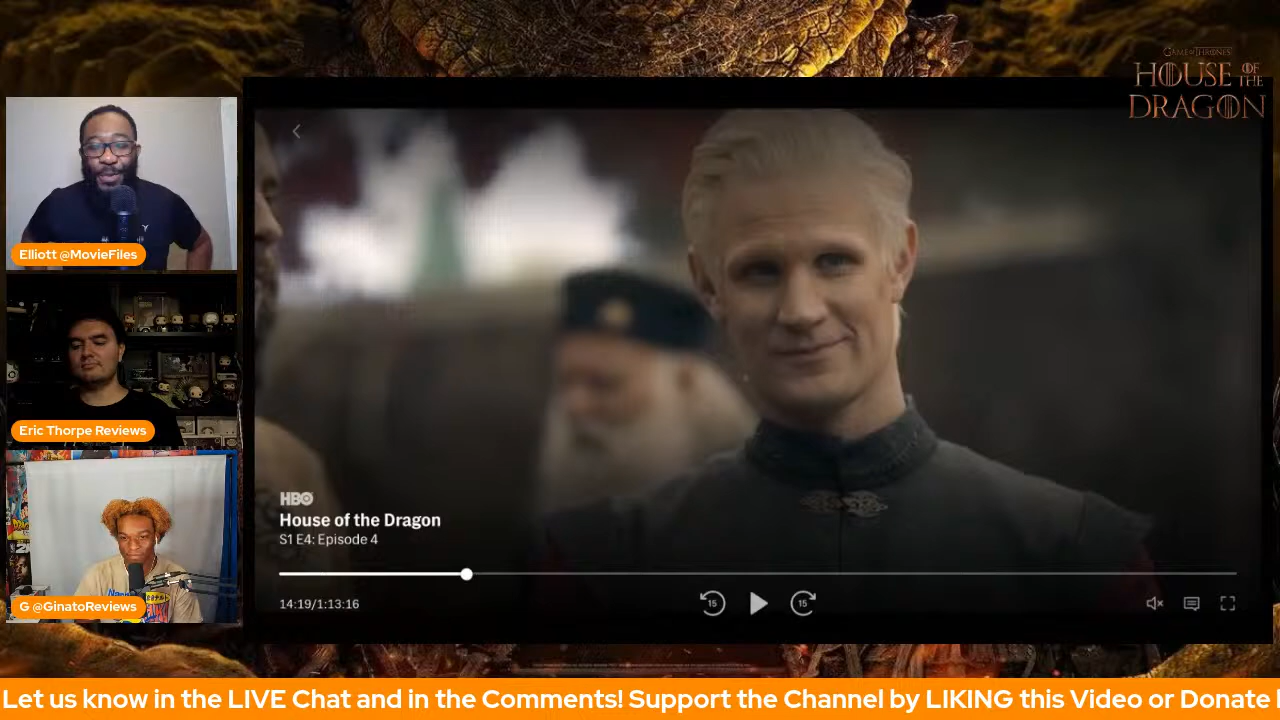 GAME OF THRONES
HOUSE OF THE
DRAGON
Elliott @MovieFiles
Eric Thorpe Reviews
G @GinatoReviews
HBO
House of the Dragon
S1 E4: Episode 4
14:19/1:13:16
15
15
Let us know in the LIVE Chat and in the Comments! Support the Channel by LIKING this Video or Donate